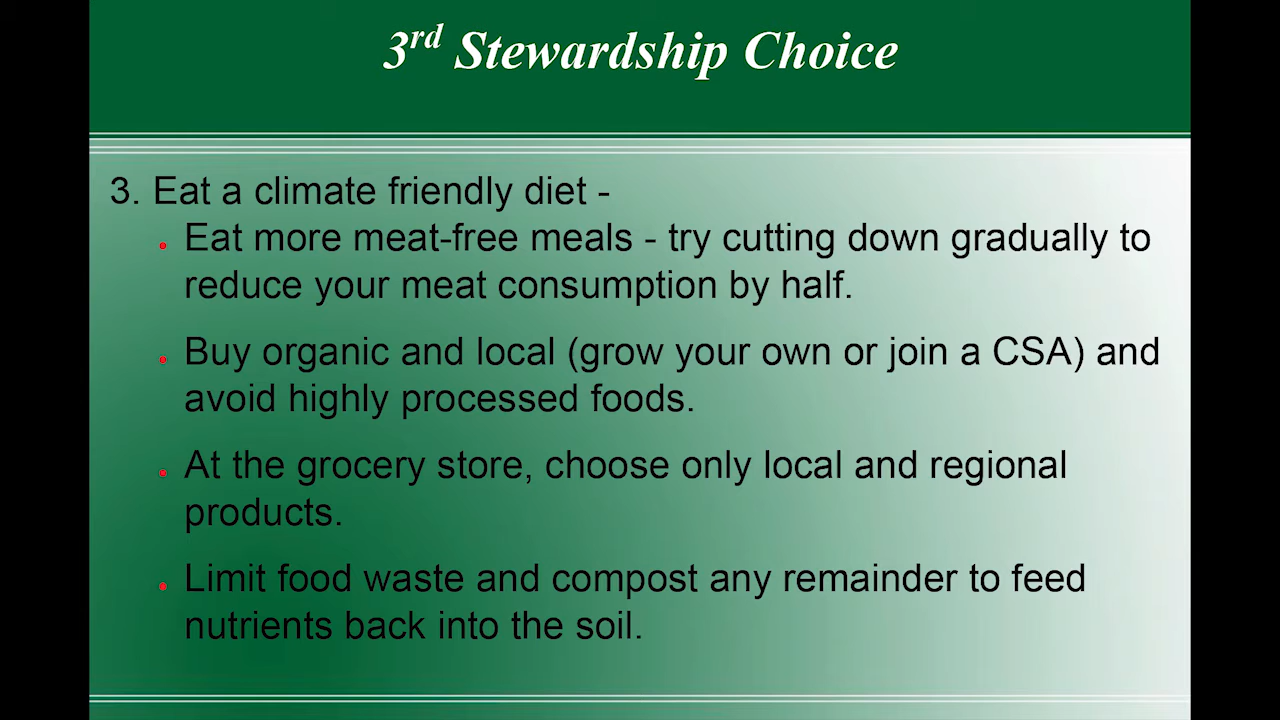 3rd Stewardship Choice
3. Eat a climate friendly diet -
Eat more meat-free meals - try cutting down gradually to
reduce your meat consumption by half.
Buy organic and local (grow your own or join a CSA) and
avoid highly processed foods.
At the grocery store, choose only local and regional
products.
Limit food waste and compost any remainder to feed
nutrients back into the soil.